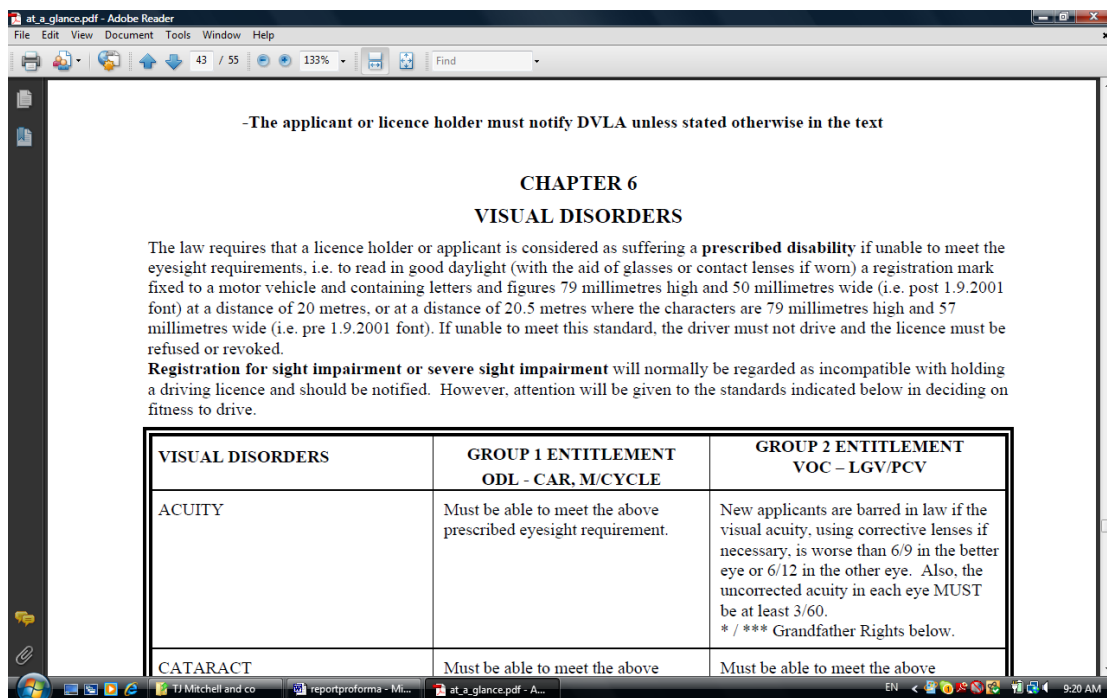 at_a_glance.pdf - Adobe Reader
File Edit View Document Tools Window Help
43 / 55 133% Find
-The applicant or licence holder must notify DVLA unless stated otherwise in the text
CHAPTER 6
VISUAL DISORDERS
The law requires that a licence holder or applicant is considered as suffering a prescribed disability if unable to meet the
eyesight requirements, i.e. to read in good daylight (with the aid of glasses or contact lenses if worn) a registration mark
fixed to a motor vehicle and containing letters and figures 79 millimetres high and 50 millimetres wide (i.e. post 1.9.2001
font) at a distance of 20 metres, or at a distance of 20.5 metres where the characters are 79 millimetres high and 57
millimetres wide (i.e. pre 1.9.2001 font). If unable to meet this standard, the driver must not drive and the licence must be
refused or revoked.
Registration for sight impairment or severe sight impairment will normally be regarded as incompatible with holding
a driving licence and should be notified. However, attention will be given to the standards indicated below in deciding on
fitness to drive.
VISUAL DISORDERS
GROUP 1 ENTITLEMENT
ODL - CAR, M/CYCLE
GROUP 2 ENTITLEMENT
VOC – LGV/PCV
ACUITY
Must be able to meet the above
prescribed eyesight requirement.
New applicants are barred in law if the
visual acuity, using corrective lenses if
necessary, is worse than 6/9 in the better
eye or 6/12 in the other eye. Also, the
uncorrected acuity in each eye MUST
be at least 3/60.
* / *** Grandfather Rights below.
CATARACT
Must be able to meet the above
Must be able to meet the above
TJ Mitchell and co
reportproforma - Mi...
at_a_glance.pdf - A...
EN
9:20 AM